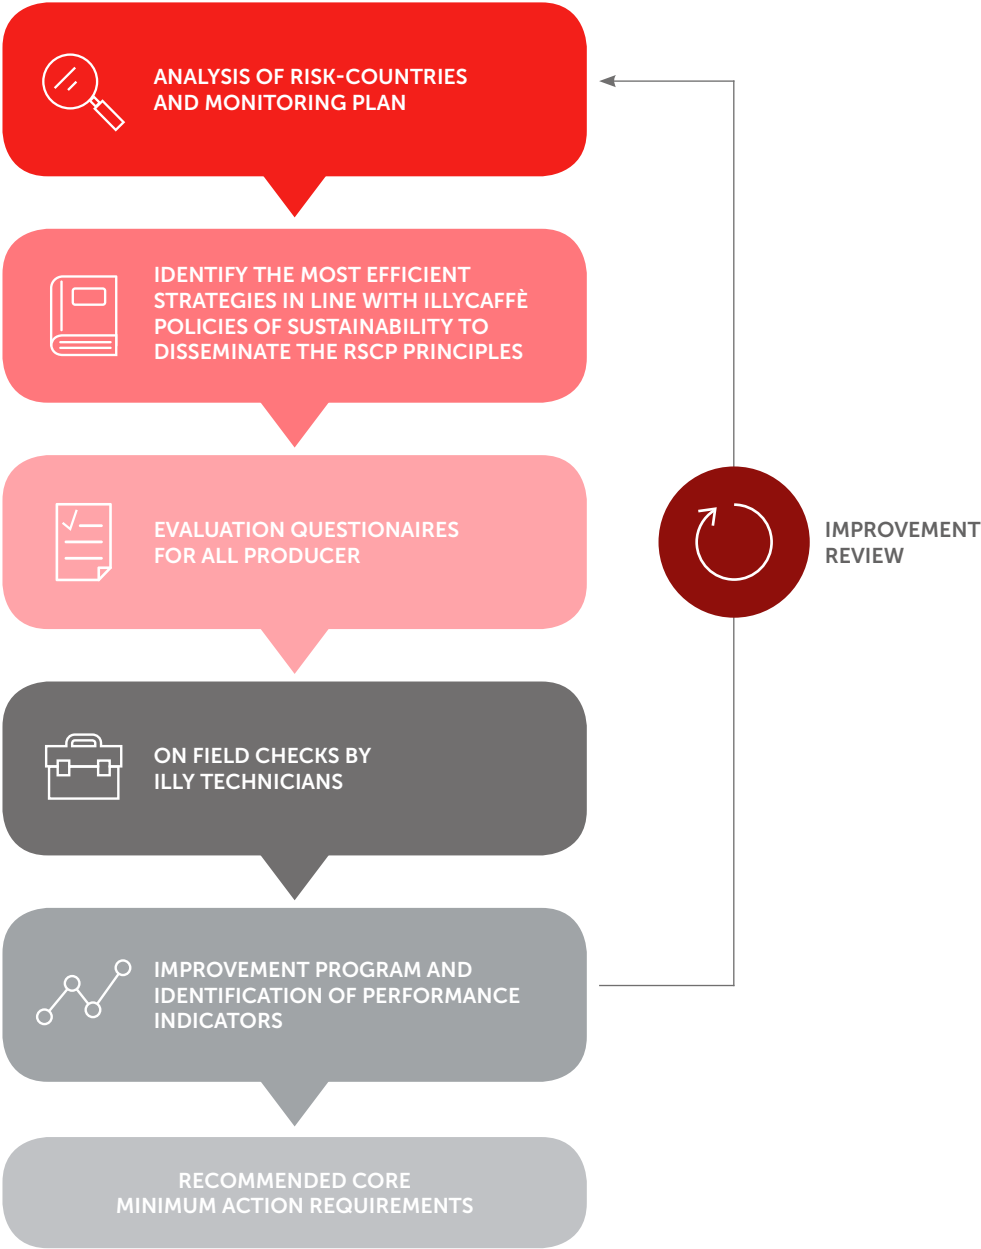 ANALYSIS OF RISK-COUNTRIES
AND MONITORING PLAN
IDENTIFY THE MOST EFFICIENT
STRATEGIES IN LINE WITH ILLYCAFFÈ
POLICIES OF SUSTAINABILITY TO
DISSEMINATE THE RSCP PRINCIPLES
EVALUATION QUESTIONAIRES
FOR ALL PRODUCER
IMPROVEMENT
REVIEW
ON FIELD CHECKS BY
ILLY TECHNICIANS
IMPROVEMENT PROGRAM AND
IDENTIFICATION OF PERFORMANCE
INDICATORS
RECOMMENDED CORE
MINIMUM ACTION REQUIREMENTS